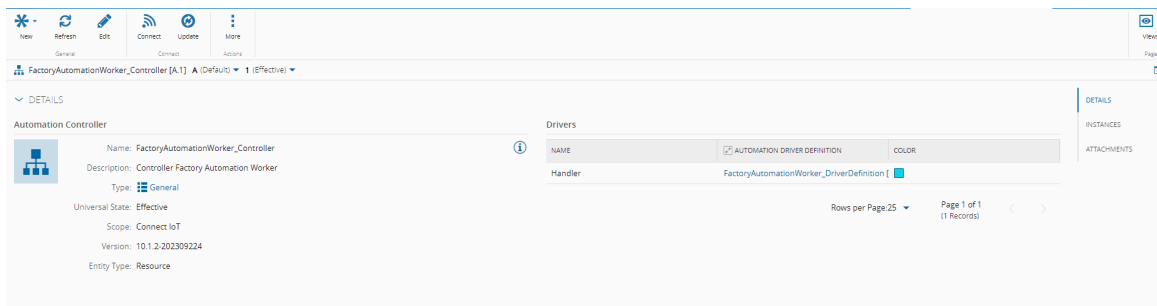 New Refresh Edit Connect Update More Views
General Connect Actions Page
FactoryAutomationWorker_Controller [A.1] A (Default) 1 (Effective)
DETAILS
Automation Controller
Name: FactoryAutomationWorker_Controller
Description: Controller Factory Automation Worker
Type: General
Universal State: Effective
Scope: Connect IoT
Version: 10.1.2-202309224
Entity Type: Resource
Drivers
NAME AUTOMATION DRIVER DEFINITION COLOR
Handler FactoryAutomationWorker_DriverDefinition [
Rows per Page:25 Page 1 of 1
(1 Records)
DETAILS
INSTANCES
ATTACHMENTS